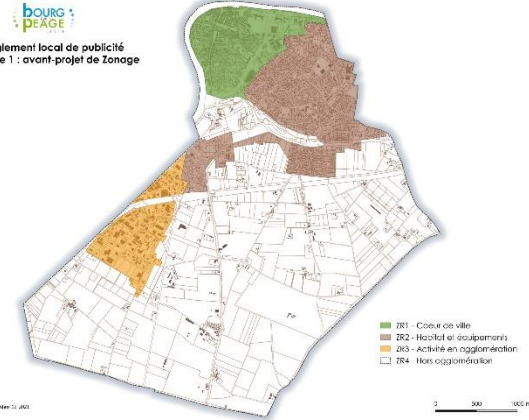 bOURG
PÉAGE
glement local de publicité
e 1 : avant-projet de Zonage
ZR1 - Coeur de ville
ZR2 - Habitat et équipements
ZR3 - Activité en agglomération
ZR4 - Hors agglomération
0 500 1000 m